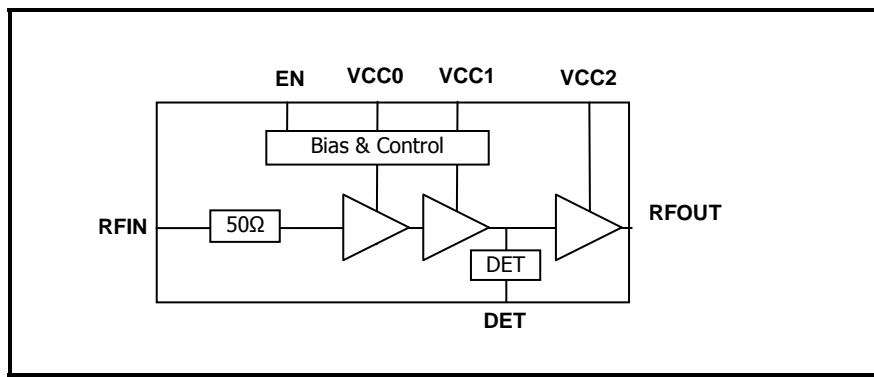 EN VCC0 VCC1 VCC2
Bias & Control
RFIN 50Ω RFOUT
DET
DET